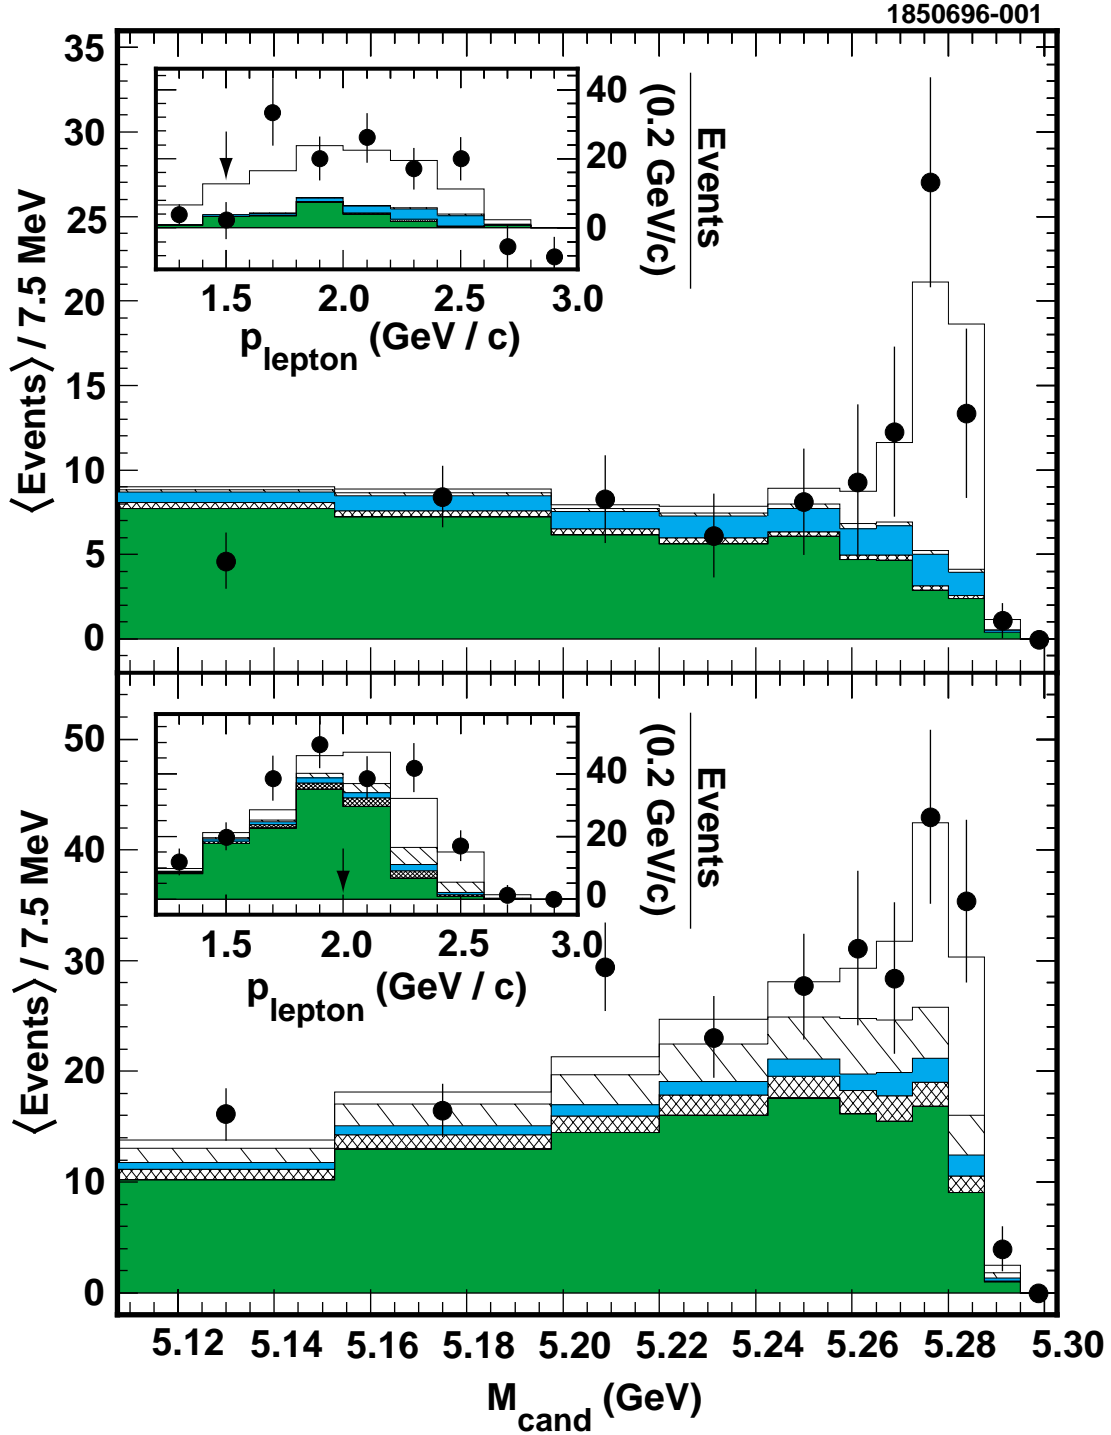 1850696-001
35
30
25
20
15
10
5
0
⟨Events⟩ / 7.5 MeV
40
20
0
Events
(0.2 GeV/c)
1.5 2.0 2.5 3.0
p_lepton (GeV / c)
50
40
30
20
10
0
⟨Events⟩ / 7.5 MeV
40
20
0
Events
(0.2 GeV/c)
1.5 2.0 2.5 3.0
p_lepton (GeV / c)
5.12 5.14 5.16 5.18 5.20 5.22 5.24 5.26 5.28 5.30
M_cand (GeV)